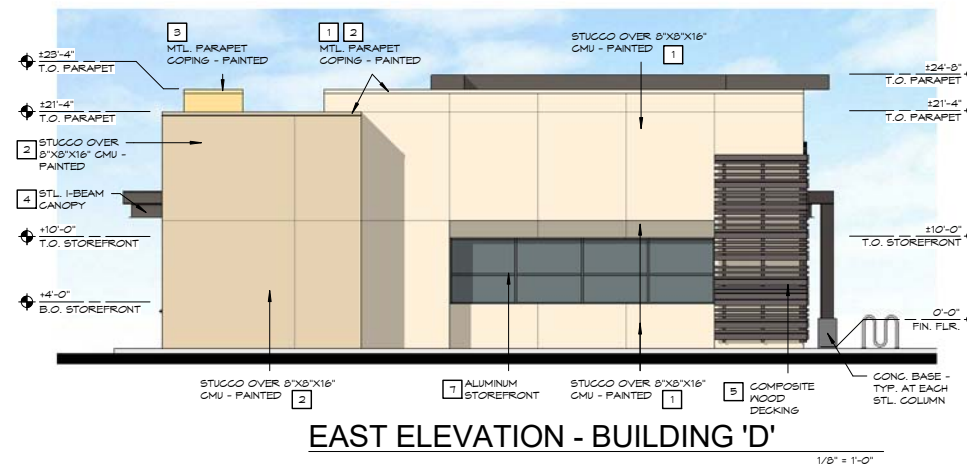 3
MTL. PARAPET
COPING - PAINTED
1 2
MTL. PARAPET
COPING - PAINTED
STUCCO OVER 8"X8"X16"
CMU - PAINTED
1
±23'-4"
T.O. PARAPET
±24'-8"
T.O. PARAPET
±21'-4"
T.O. PARAPET
±21'-4"
T.O. PARAPET
2
STUCCO OVER
8"X8"X16" CMU -
PAINTED
4
STL. I-BEAM
CANOPY
±10'-0"
T.O. STOREFRONT
±10'-0"
T.O. STOREFRONT
±4'-0"
B.O. STOREFRONT
0'-0"
FIN. FLR.
STUCCO OVER 8"X8"X16"
CMU - PAINTED
2
7
ALUMINUM
STOREFRONT
STUCCO OVER 8"X8"X16"
CMU - PAINTED
1
5
COMPOSITE
WOOD
DECKING
CONC. BASE -
TYP. AT EACH
STL. COLUMN
EAST ELEVATION - BUILDING 'D'
1/8" = 1'-0"